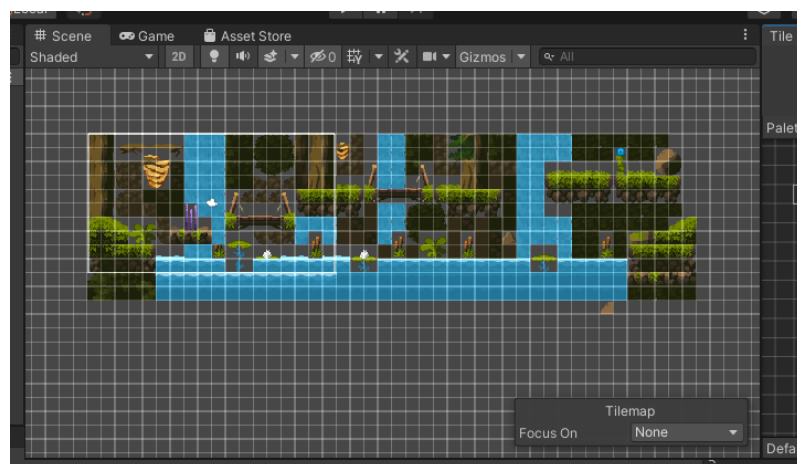 Local
Scene Game Asset Store Tile
Shaded 2D 0 Gizmos All
Palet
Tilemap
Focus On None
Defa